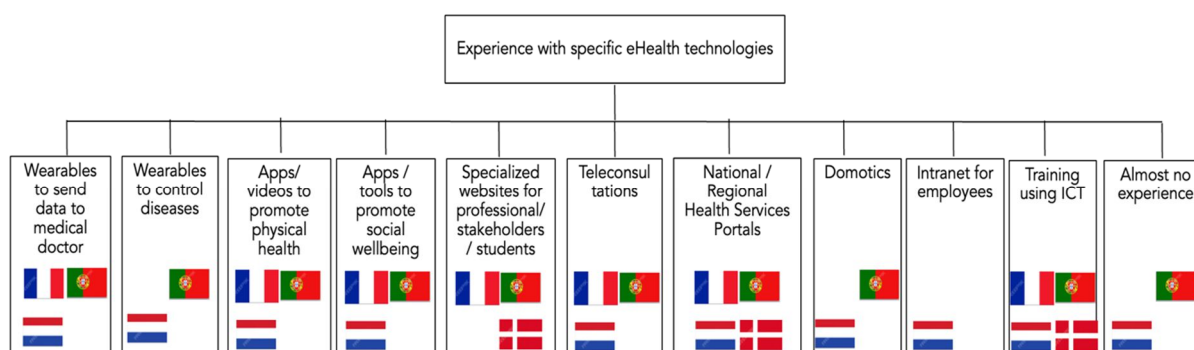 Experience with specific eHealth technologies
Wearables
to send
data to
medical
doctor
Wearables
to control
diseases
Apps/
videos to
promote
physical
health
Apps /
tools to
promote
social
wellbeing
Specialized
websites for
professional/
stakeholders
/ students
Teleconsul
tations
National /
Regional
Health Services
Portals
Domotics
Intranet for
employees
Training
using ICT
Almost no
experience